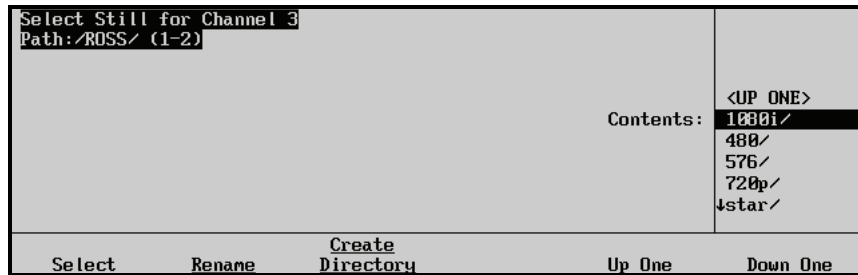 Select Still for Channel 3
Path:/ROSS/ (1-2)
<UP ONE>
Contents: 1080i/
480/
576/
720p/
↓star/
Create
Select Rename Directory Up One Down One